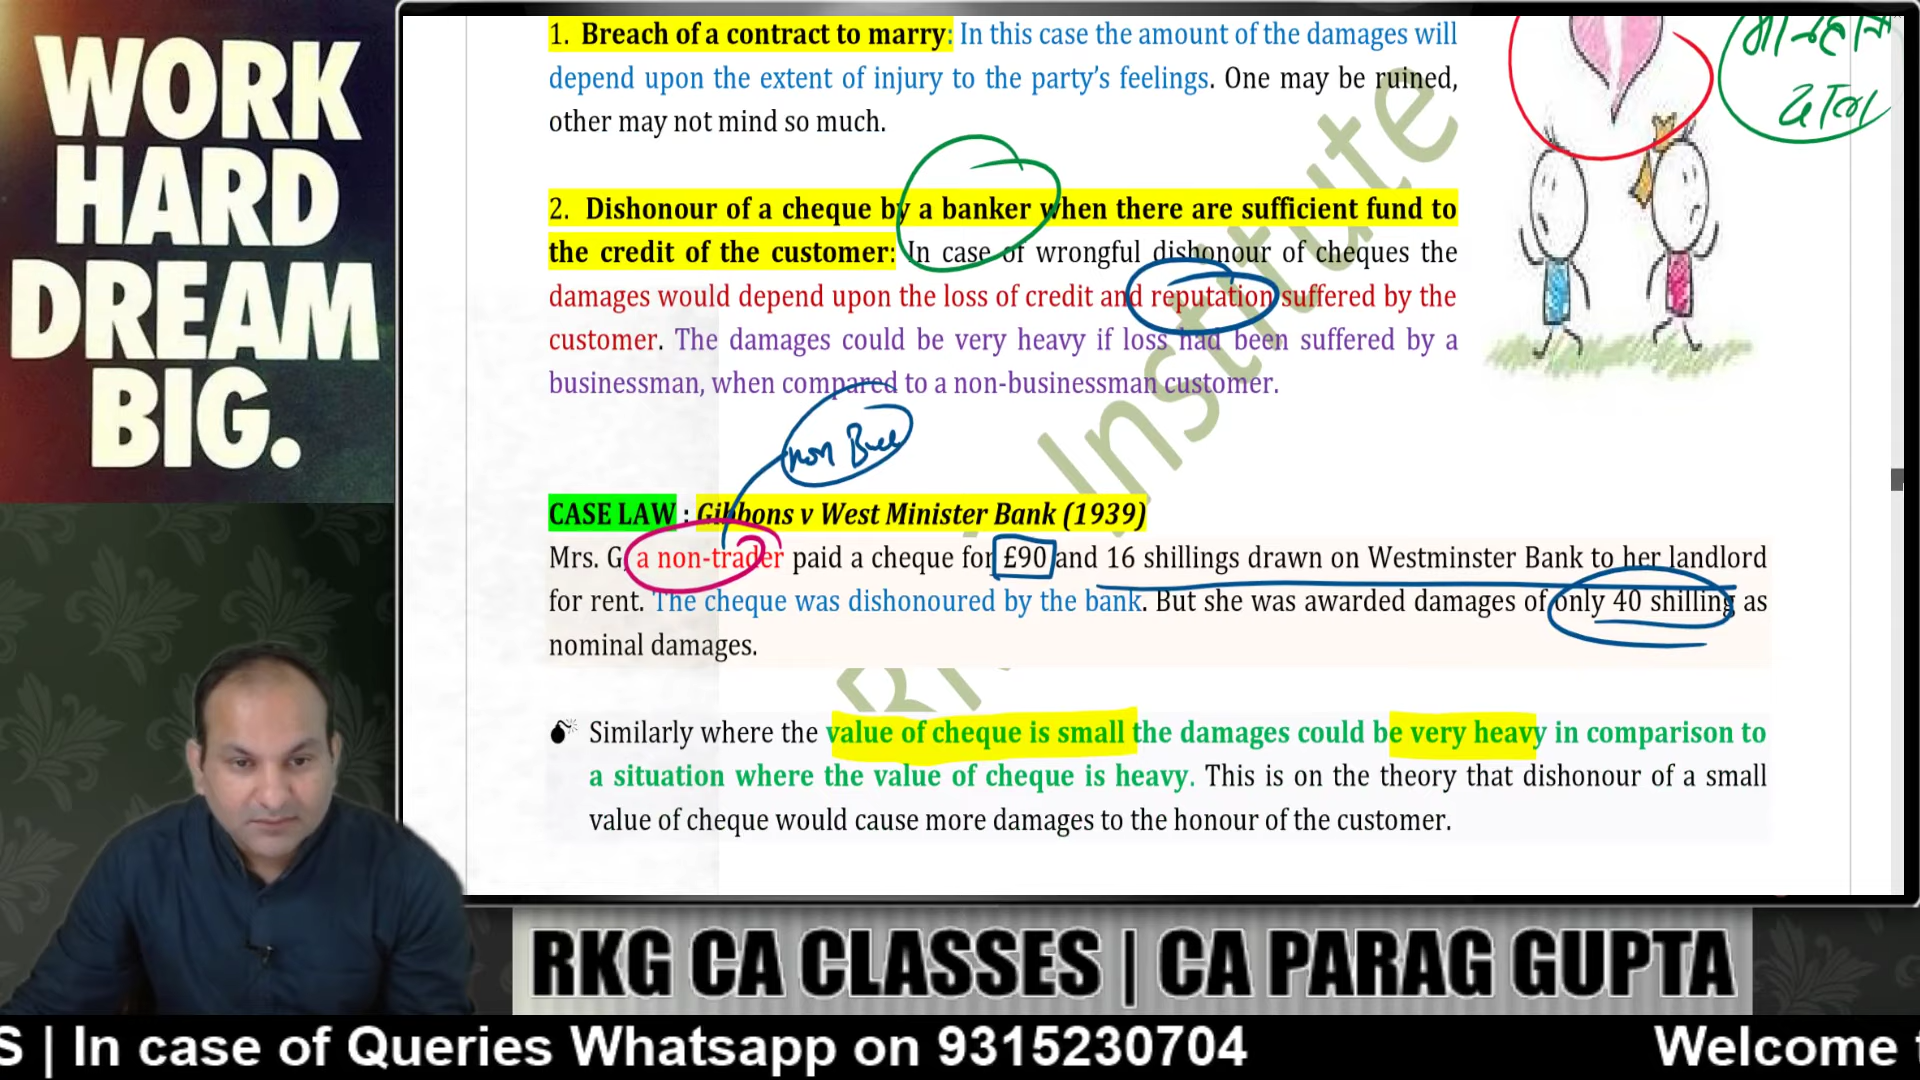 WORK
HARD
DREAM
BIG.
1. Breach of a contract to marry: In this case the amount of the damages will
depend upon the extent of injury to the party's feelings. One may be ruined,
other may not mind so much.
2. Dishonour of a cheque by a banker when there are sufficient fund to
the credit of the customer: In case of wrongful dishonour of cheques the
damages would depend upon the loss of credit and reputation suffered by the
customer. The damages could be very heavy if loss had been suffered by a
businessman, when compared to a non-businessman customer.
non
CASE LAW : Gibbons v West Minister Bank (1939)
Mrs. G, a non-trader paid a cheque for £90 and 16 shillings drawn on Westminster Bank to her landlord
for rent. The cheque was dishonoured by the bank. But she was awarded damages of only 40 shilling as
nominal damages.
Similarly where the value of cheque is small the damages could be very heavy in comparison to
a situation where the value of cheque is heavy. This is on the theory that dishonour of a small
value of cheque would cause more damages to the honour of the customer.
Institute
RKG CA CLASSES | CA PARAG GUPTA
S | In case of Queries Whatsapp on 9315230704 Welcome